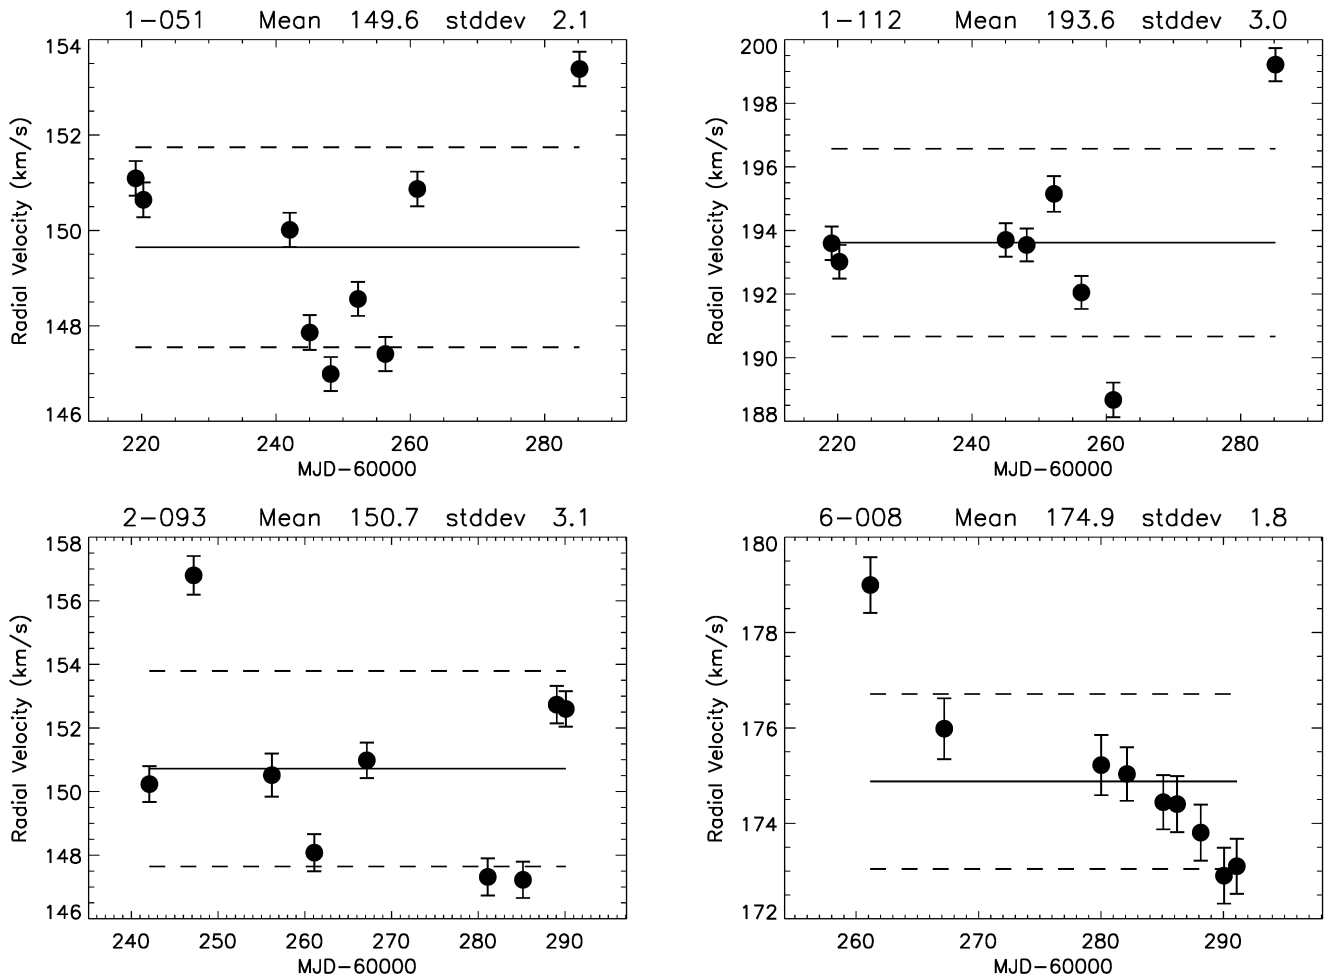 1-051 Mean 149.6 stddev 2.1
154
152
150
148
146
Radial Velocity (km/s)
220 240 260 280
MJD-60000
1-112 Mean 193.6 stddev 3.0
200
198
196
194
192
190
188
Radial Velocity (km/s)
220 240 260 280
MJD-60000
2-093 Mean 150.7 stddev 3.1
158
156
154
152
150
148
146
Radial Velocity (km/s)
240 250 260 270 280 290
MJD-60000
6-008 Mean 174.9 stddev 1.8
180
178
176
174
172
Radial Velocity (km/s)
260 270 280 290
MJD-60000